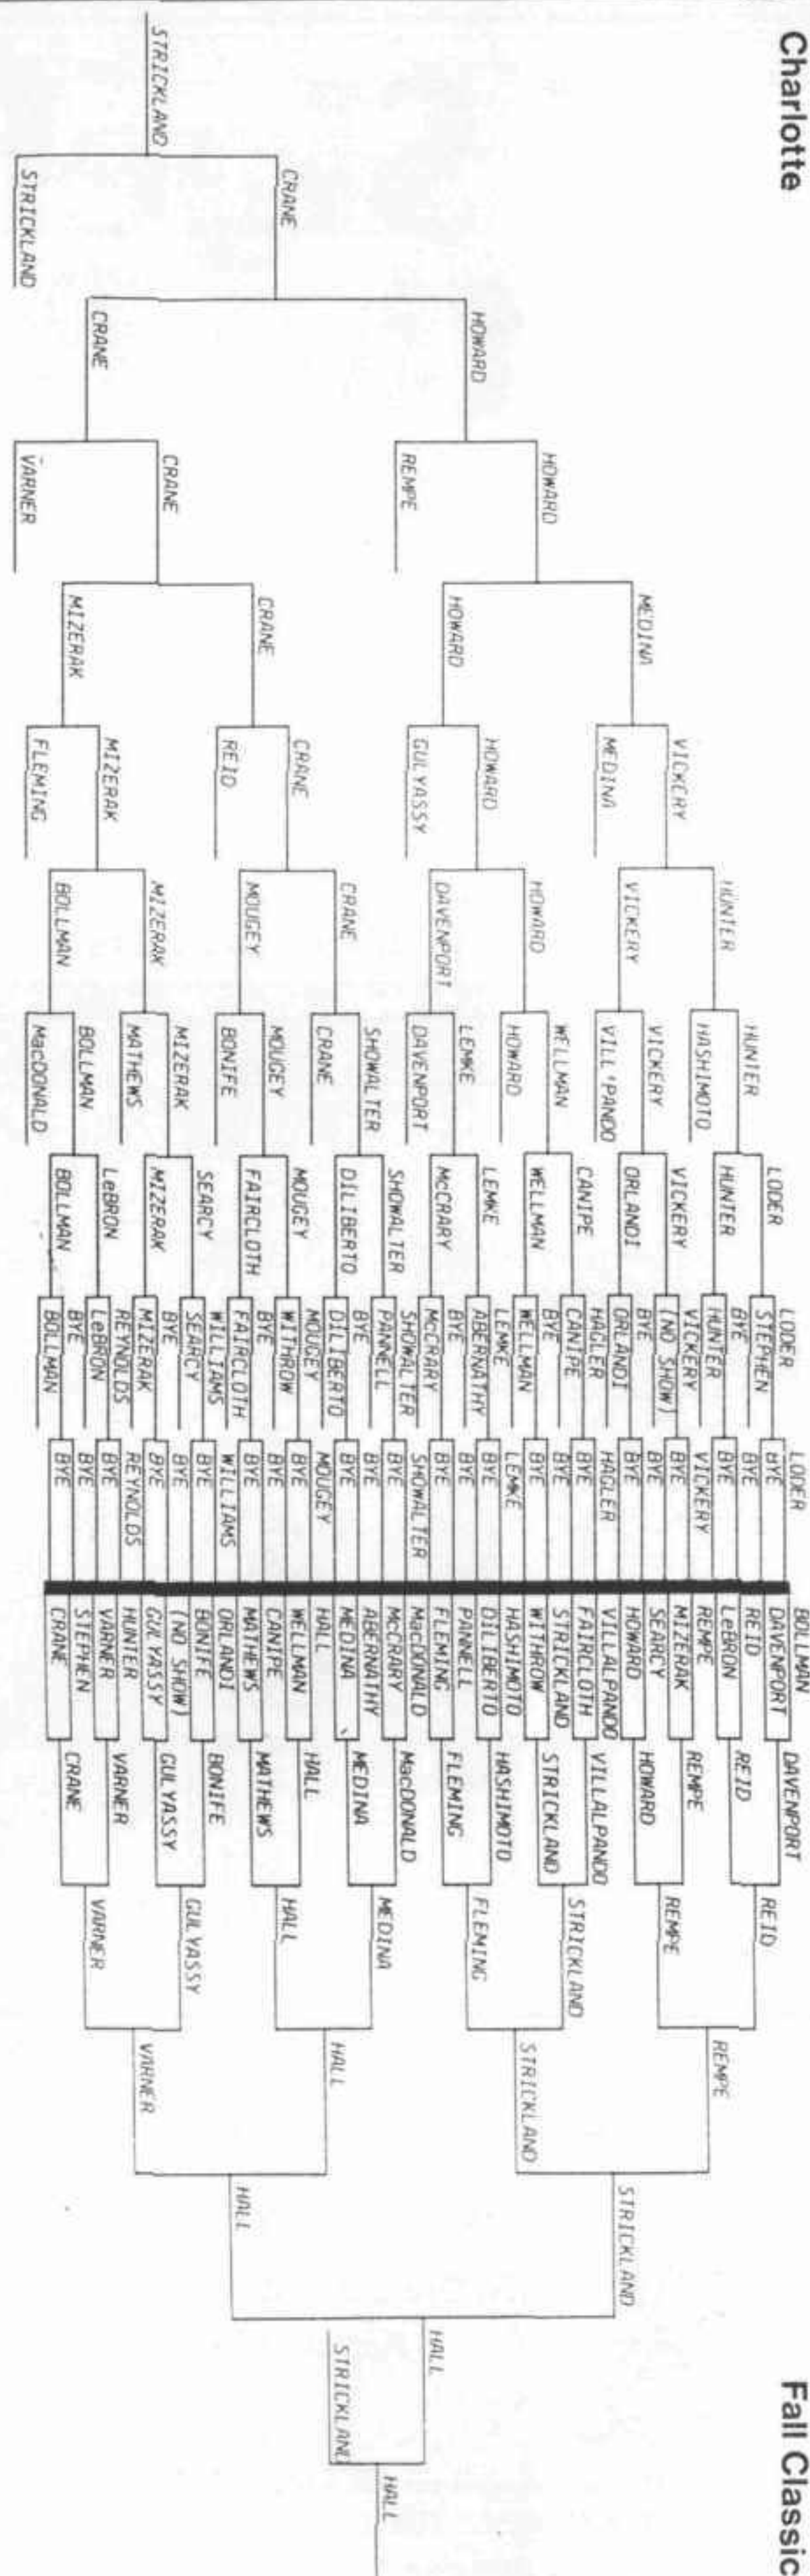 Charlotte
Fall Classic
STRICKLAND
CRANE
STRICKLAND
HOWARD
CRANE
HOWARD
REMPE
CRANE
VARNER
MEDINA
HOWARD
CRANE
MIZERAK
VICKERY
MEDINA
HOWARD
GULYASSY
CRANE
REID
MIZERAK
FLEMING
HUNTER
VICKERY
HOWARD
DAVENPORT
CRANE
MOUGEY
MIZERAK
BOLLMAN
HUNTER
HASHIMOTO
VICKERY
VILL'PANDO
WELLMAN
HOWARD
LEMKE
DAVENPORT
SHOWALTER
CRANE
MOUGEY
BONIFE
MIZERAK
MATHEWS
BOLLMAN
MacDONALD
LODER
HUNTER
VICKERY
ORLANDI
CANIPE
WELLMAN
LEMKE
McCRARY
SHOWALTER
DILIBERTO
MOUGEY
FAIRCLOTH
SEARCY
MIZERAK
LeBRON
BOLLMAN
LODER
STEPHEN
BYE
HUNTER
VICKERY
(NO SHOW)
BYE
ORLANDI
HAGLER
CANIPE
BYE
WELLMAN
LEMKE
ABERNATHY
BYE
McCRARY
SHOWALTER
PANNELL
BYE
DILIBERTO
MOUGEY
WITHROW
BYE
FAIRCLOTH
WILLIAMS
SEARCY
BYE
MIZERAK
REYNOLDS
LeBRON
BYE
BOLLMAN
LODER
BYE
BYE
BYE
VICKERY
BYE
BYE
BYE
HAGLER
BYE
BYE
BYE
LEMKE
BYE
BYE
BYE
SHOWALTER
BYE
BYE
BYE
MOUGEY
BYE
BYE
BYE
WILLIAMS
BYE
BYE
BYE
REYNOLDS
BYE
BYE
BYE
BOLLMAN
DAVENPORT
REID
LeBRON
REMPE
MIZERAK
SEARCY
HOWARD
VILLALPANDO
FAIRCLOTH
STRICKLAND
WITHROW
HASHIMOTO
DILIBERTO
PANNELL
FLEMING
MacDONALD
McCRARY
ABERNATHY
MEDINA
HALL
WELLMAN
CANIPE
MATHEWS
ORLANDI
BONIFE
(NO SHOW)
GULYASSY
HUNTER
VARNER
STEPHEN
CRANE
DAVENPORT
REID
REMPE
HOWARD
VILLALPANDO
STRICKLAND
HASHIMOTO
FLEMING
MacDONALD
MEDINA
HALL
MATHEWS
BONIFE
GULYASSY
VARNER
CRANE
REID
REMPE
STRICKLAND
FLEMING
MEDINA
HALL
GULYASSY
VARNER
REMPE
STRICKLAND
HALL
VARNER
STRICKLAND
HALL
HALL
STRICKLAND
HALL